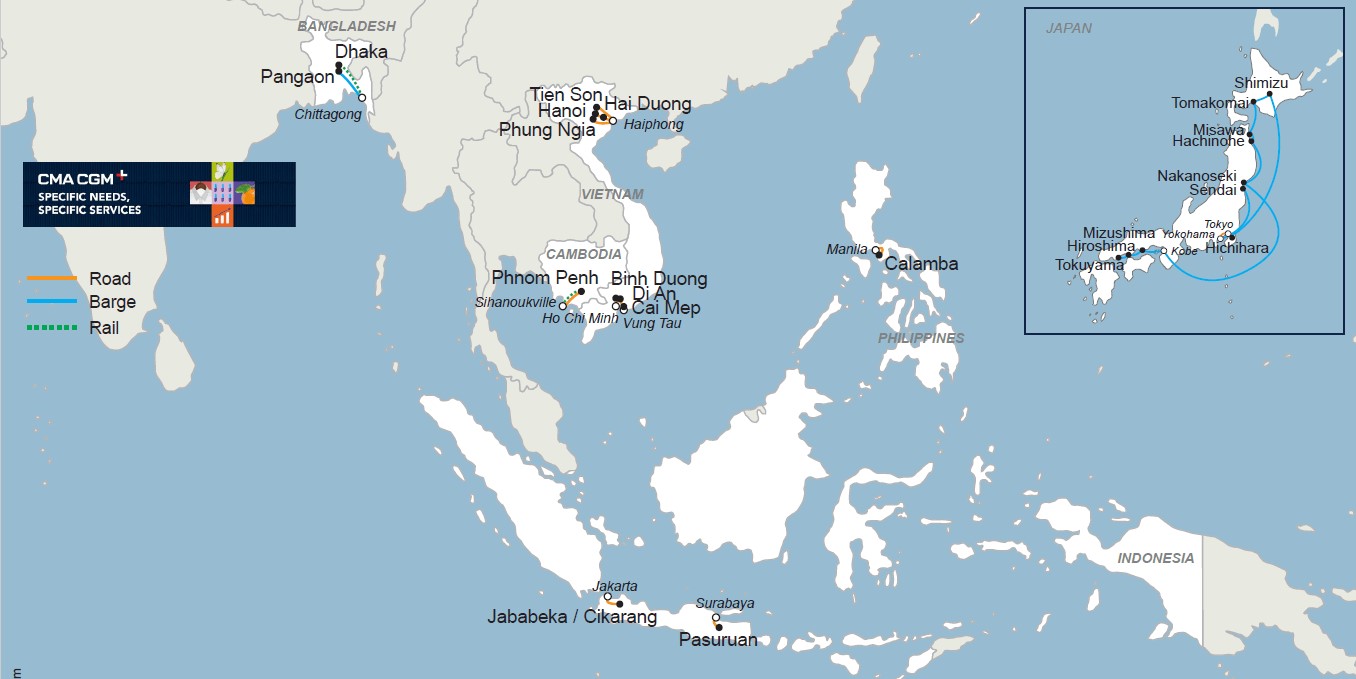 BANGLADESH
Dhaka
Pangaon
Chittagong
Tien Son
Hanoi
Hai Duong
Phung Ngia
Haiphong
CMA CGM +
SPECIFIC NEEDS,
SPECIFIC SERVICES
VIETNAM
CAMBODIA
Phnom Penh
Binh Duong
Di An
Sihanoukville
Cai Mep
Ho Chi Minh
Vung Tau
Road
Barge
Rail
Manila
Calamba
PHILIPPINES
JAPAN
Shimizu
Tomakomai
Misawa
Hachinohe
Nakanoseki
Sendai
Tokyo
Mizushima
Yokohama
Hiroshima
Kobe
Hichihara
Tokuyama
INDONESIA
Jakarta
Jababeka / Cikarang
Surabaya
Pasuruan
m